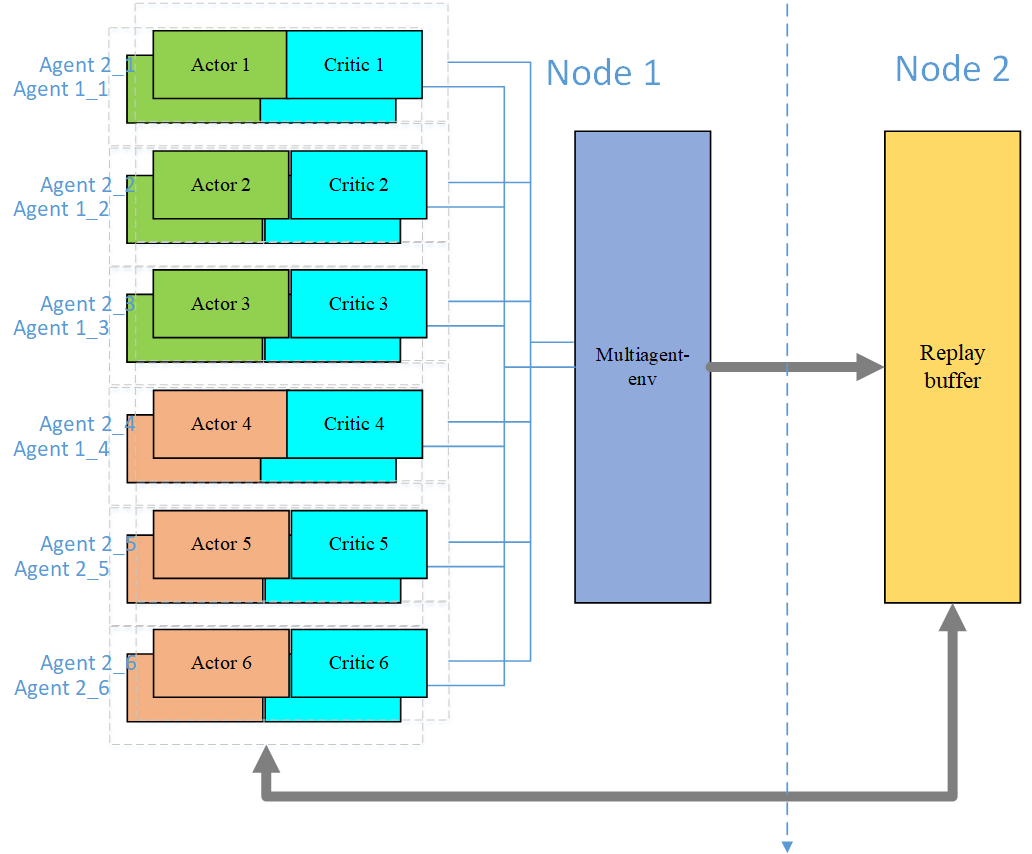 Node 1
Node 2
Agent 2_1
Agent 1_1
Actor 1
Critic 1
Agent 2_2
Agent 1_2
Actor 2
Critic 2
Agent 2_3
Agent 1_3
Actor 3
Critic 3
Multiagent-
env
Replay
buffer
Agent 2_4
Agent 1_4
Actor 4
Critic 4
Agent 2_5
Agent 2_5
Actor 5
Critic 5
Agent 2_6
Agent 2_6
Actor 6
Critic 6